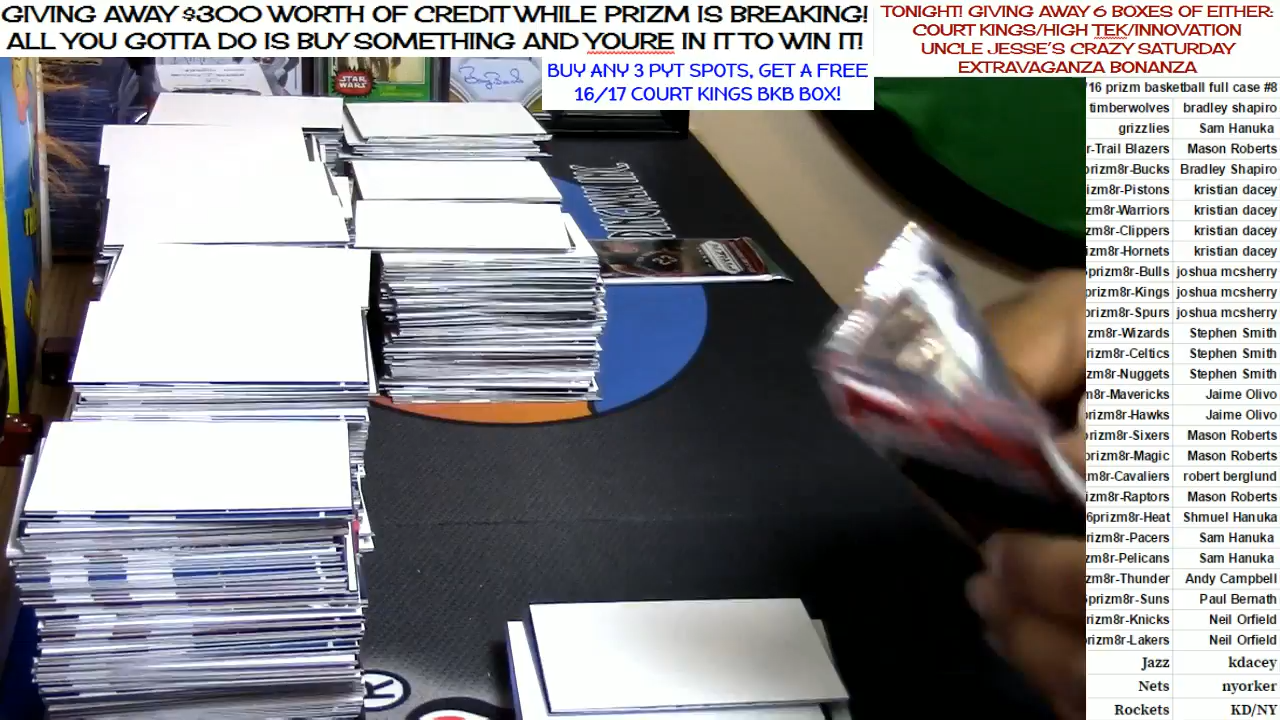 GIVING AWAY $300 WORTH OF CREDIT WHILE PRIZM IS BREAKING!
ALL YOU GOTTA DO IS BUY SOMETHING AND YOURE IN IT TO WIN IT!
TONIGHT! GIVING AWAY 6 BOXES OF EITHER:
COURT KINGS/HIGH TEK/INNOVATION
UNCLE JESSE'S CRAZY SATURDAY
EXTRAVAGANZA BONANZA
BUY ANY 3 PYT SPOTS, GET A FREE
16/17 COURT KINGS BKB BOX!
STAR WARS
16 prizm basketball full case #8
timberwolves bradley shapiro
grizzlies Sam Hanuka
r-Trail Blazers Mason Roberts
prizm8r-Bucks Bradley Shapiro
rizm8r-Pistons kristian dacey
zm8r-Warriors kristian dacey
zm8r-Clippers kristian dacey
izm8r-Hornets kristian dacey
prizm8r-Bulls joshua mcsherry
prizm8r-Kings joshua mcsherry
prizm8r-Spurs joshua mcsherry
zm8r-Wizards Stephen Smith
rizm8r-Celtics Stephen Smith
zm8r-Nuggets Stephen Smith
m8r-Mavericks Jaime Olivo
prizm8r-Hawks Jaime Olivo
rizm8r-Sixers Mason Roberts
rizm8r-Magic Mason Roberts
zm8r-Cavaliers robert berglund
zm8r-Raptors Mason Roberts
6prizm8r-Heat Shmuel Hanuka
rizm8r-Pacers Sam Hanuka
zm8r-Pelicans Sam Hanuka
zm8r-Thunder Andy Campbell
prizm8r-Suns Paul Bernath
rizm8r-Knicks Neil Orfield
rizm8r-Lakers Neil Orfield
Jazz kdacey
Nets nyorker
Rockets KD/NY
R